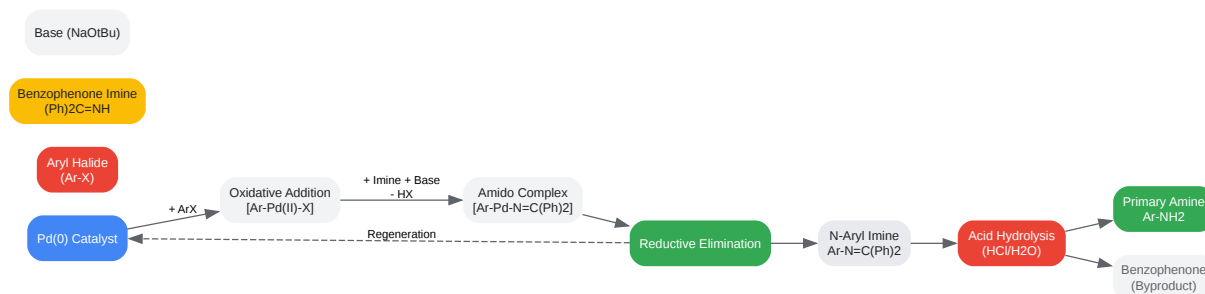 Base (NaOtBu)
Benzophenone Imine
(Ph)2C=NH
Aryl Halide
(Ar-X)
Pd(0) Catalyst
+ ArX
Oxidative Addition
[Ar-Pd(II)-X]
+ Imine + Base
- HX
Amido Complex
[Ar-Pd-N=C(Ph)2]
Regeneration
Reductive Elimination
N-Aryl Imine
Ar-N=C(Ph)2
Acid Hydrolysis
(HCl/H2O)
Primary Amine
Ar-NH2
Benzophenone
(Byproduct)